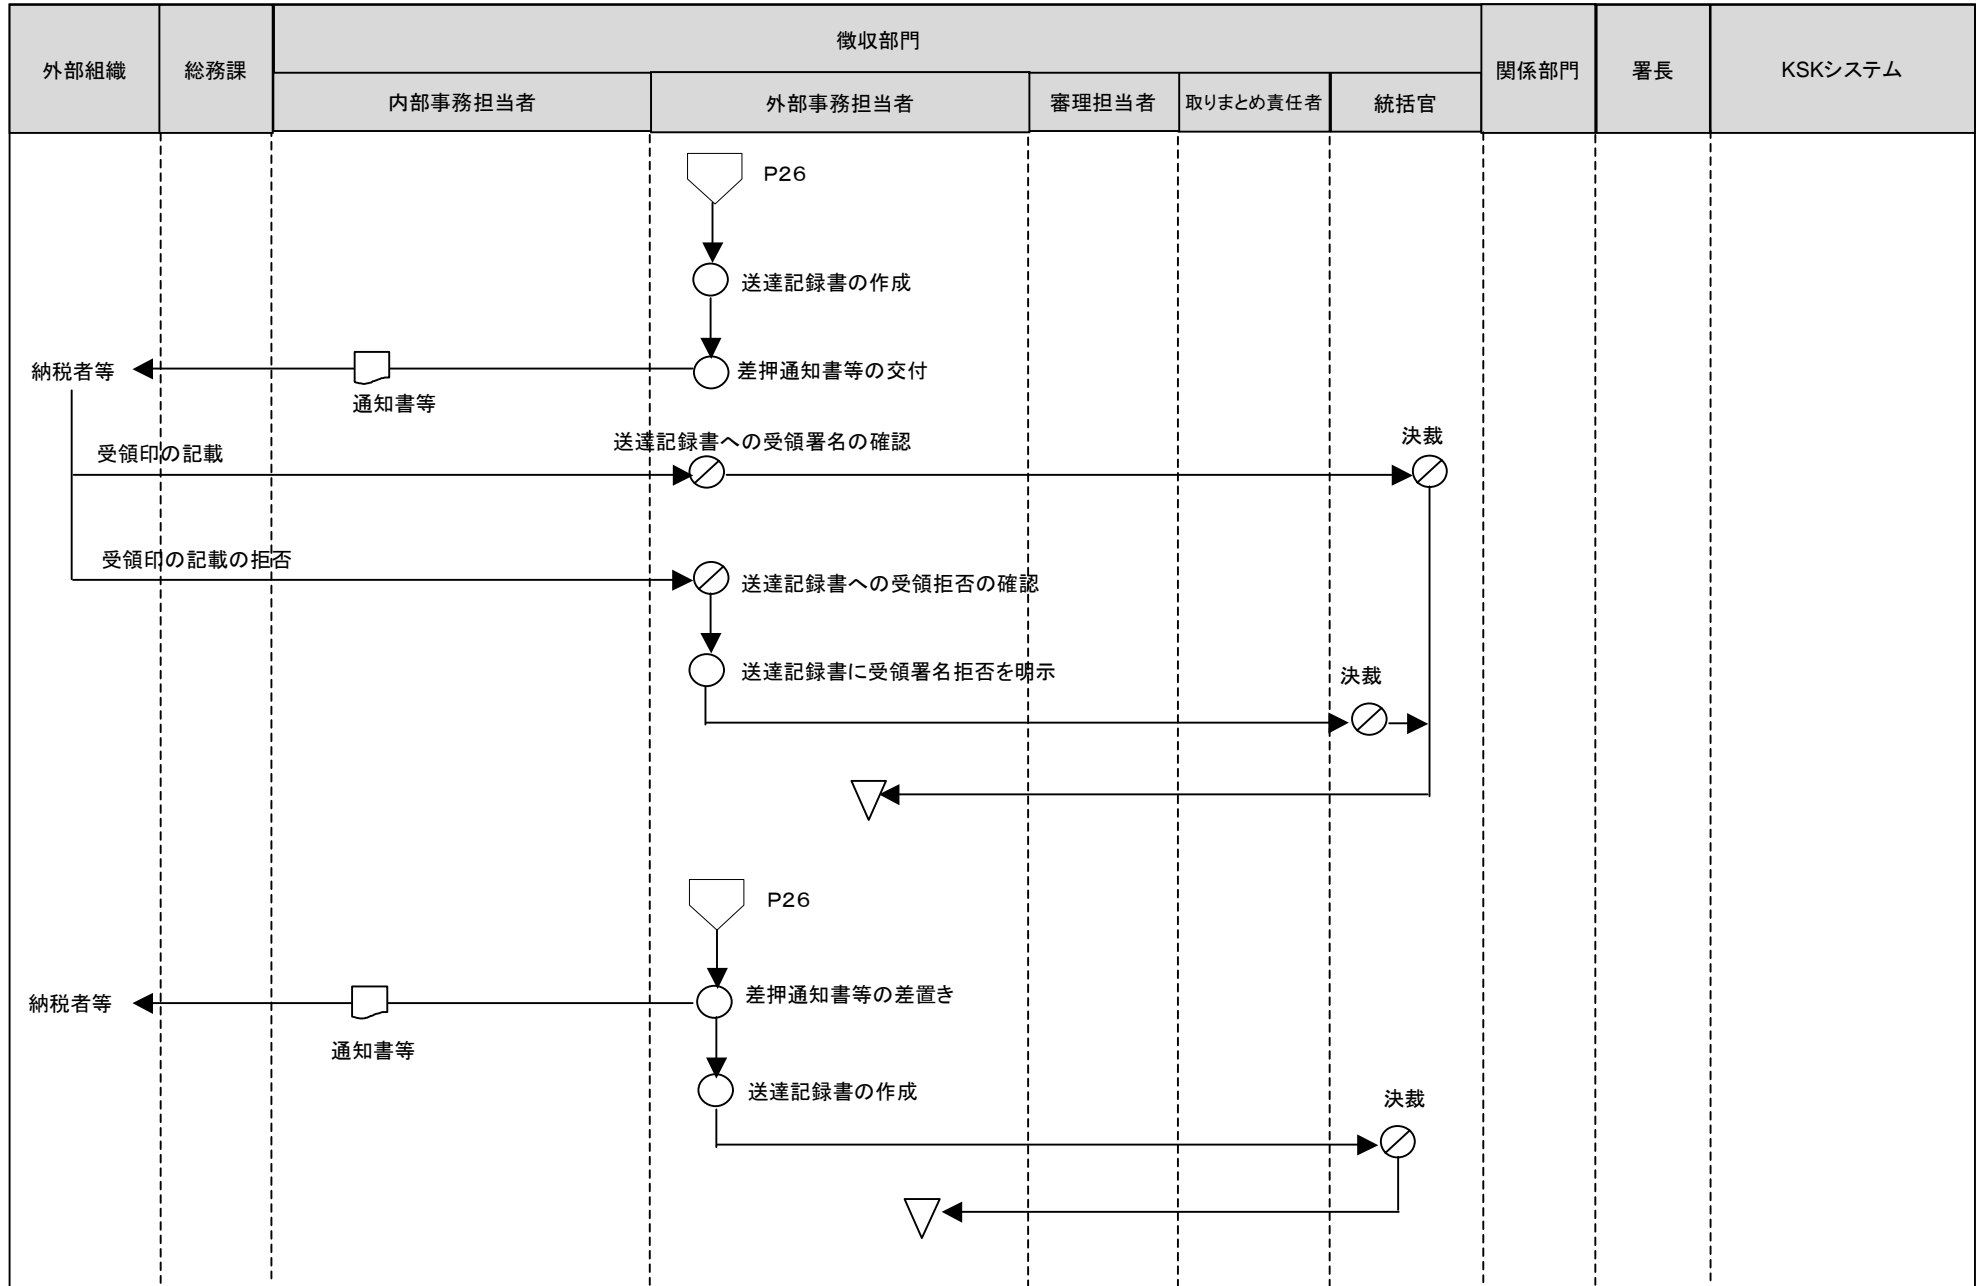 外部組織
総務課
徴収部門
関係部門
署長
KSKシステム
内部事務担当者
外部事務担当者
審理担当者
取りまとめ責任者
統括官
P26
送達記録書の作成
納税者等
差押通知書等の交付
通知書等
受領印の記載
送達記録書への受領署名の確認
決裁
受領印の記載の拒否
送達記録書への受領拒否の確認
送達記録書に受領署名拒否を明示
決裁
P26
納税者等
差押通知書等の差置き
通知書等
送達記録書の作成
決裁